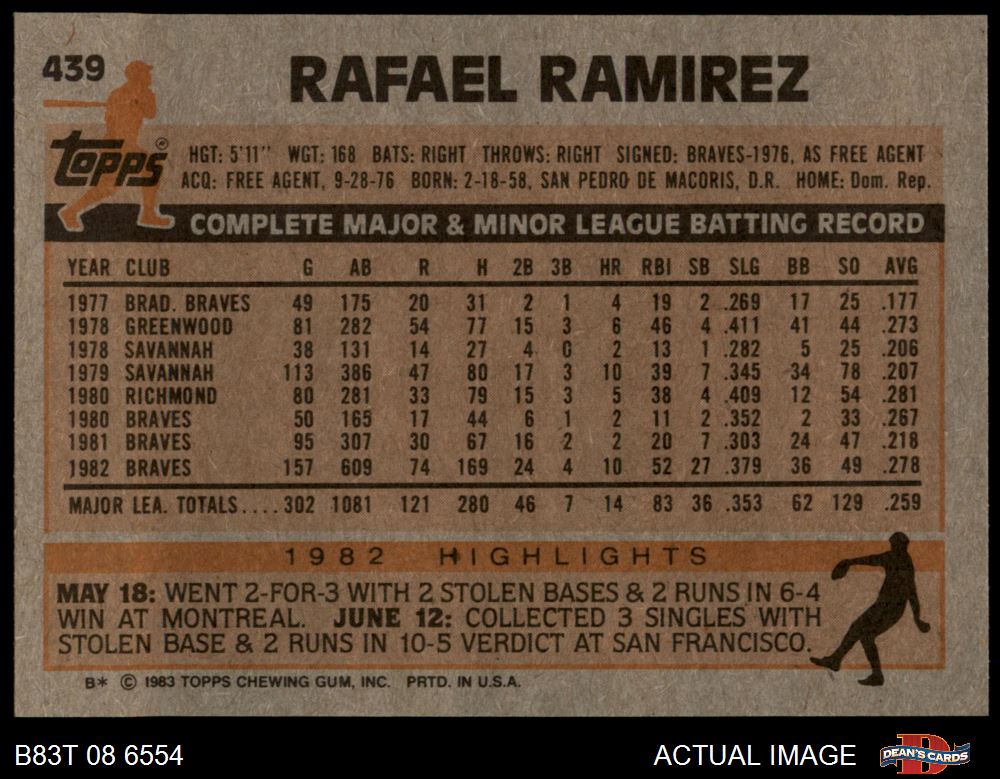 439
RAFAEL RAMIREZ
Topps®
HGT: 5'11" WGT: 168 BATS: RIGHT THROWS: RIGHT SIGNED: BRAVES-1976, AS FREE AGENT
ACQ: FREE AGENT, 9-28-76 BORN: 2-18-58, SAN PEDRO DE MACORIS, D.R. HOME: Dom. Rep.
COMPLETE MAJOR & MINOR LEAGUE BATTING RECORD
YEAR CLUB G AB R H 2B 3B HR RBI SB SLG BB SO AVG
1977 BRAD. BRAVES 49 175 20 31 2 1 4 19 2 .269 17 25 .177
1978 GREENWOOD 81 282 54 77 15 3 6 46 4 .411 41 44 .273
1978 SAVANNAH 38 131 14 27 4 0 2 13 1 .282 5 25 .206
1979 SAVANNAH 113 386 47 80 17 3 10 39 7 .345 34 78 .207
1980 RICHMOND 80 281 33 79 15 3 5 38 4 .409 12 54 .281
1980 BRAVES 50 165 17 44 6 1 2 11 2 .352 2 33 .267
1981 BRAVES 95 307 30 67 16 2 2 20 7 .303 24 47 .218
1982 BRAVES 157 609 74 169 24 4 10 52 27 .379 36 49 .278
MAJOR LEA. TOTALS....302 1081 121 280 46 7 14 83 36 .353 62 129 .259
1982 HIGHLIGHTS
MAY 18: WENT 2-FOR-3 WITH 2 STOLEN BASES & 2 RUNS IN 6-4
WIN AT MONTREAL. JUNE 12: COLLECTED 3 SINGLES WITH
STOLEN BASE & 2 RUNS IN 10-5 VERDICT AT SAN FRANCISCO.
B* © 1983 TOPPS CHEWING GUM, INC. PRTD. IN U.S.A.
B83T 08 6554
ACTUAL IMAGE
D
DEAN'S CARDS